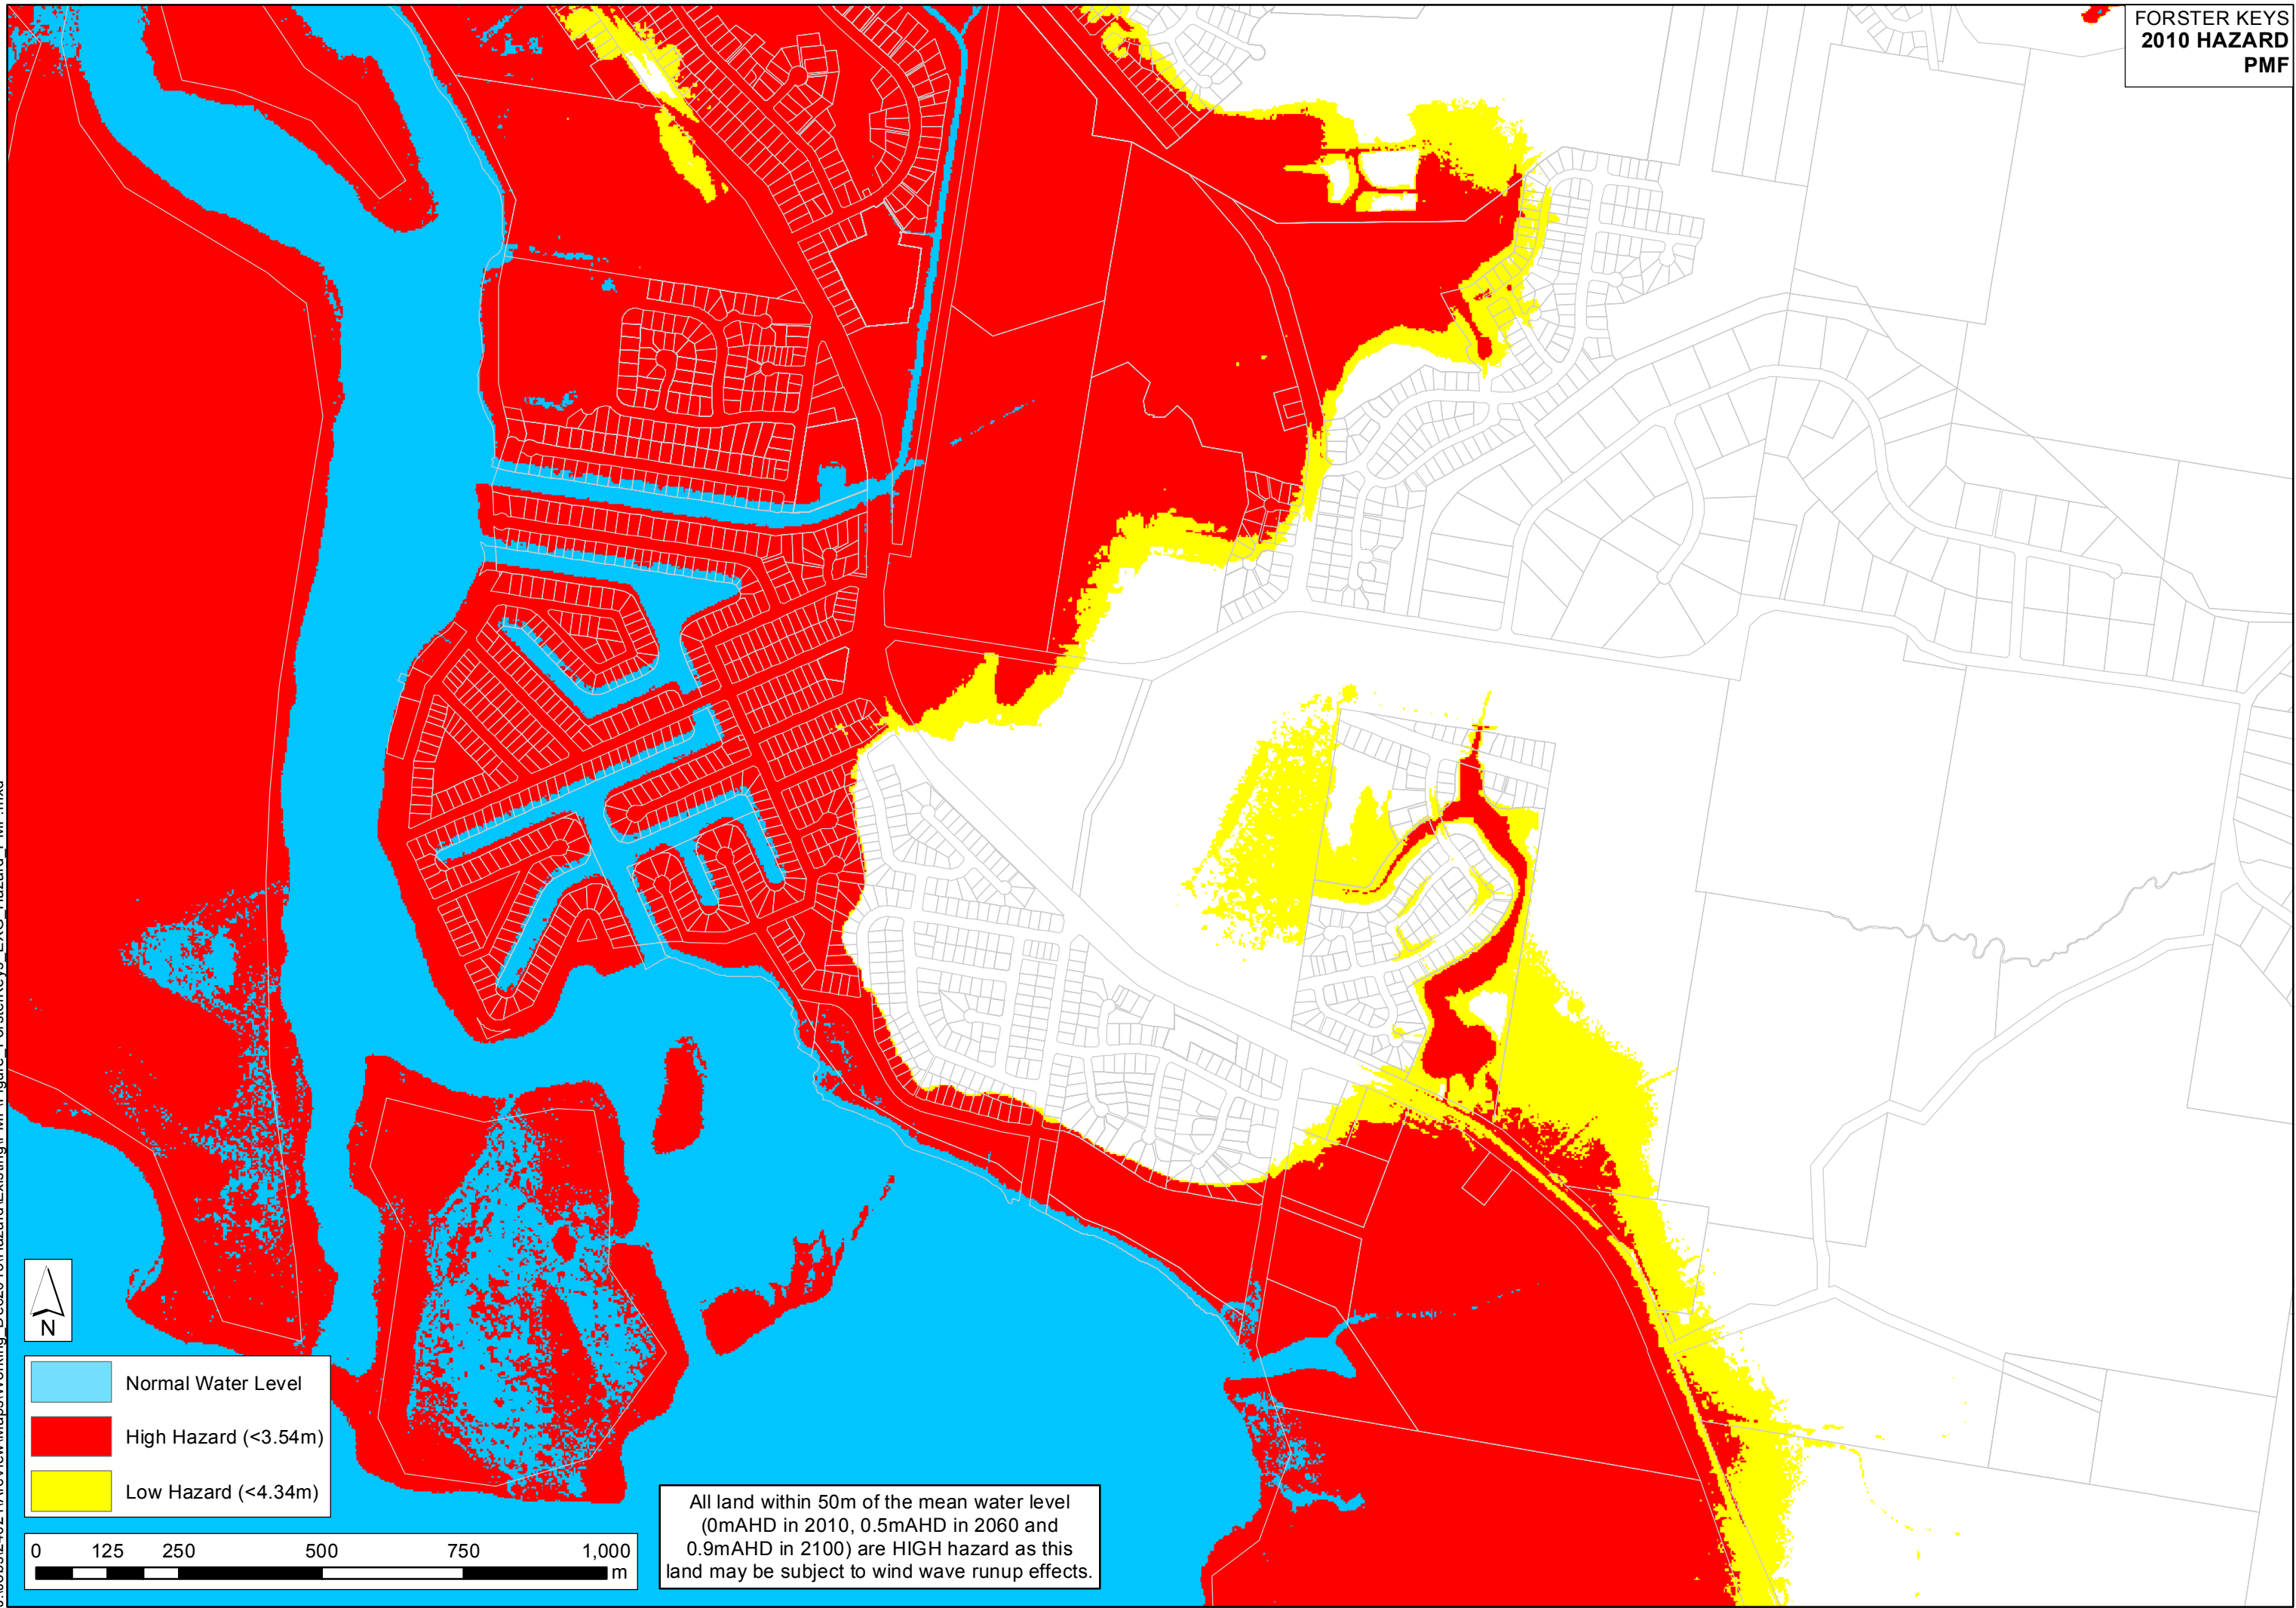 FORSTER KEYS
2010 HAZARD
PMF
N
Normal Water Level
High Hazard (<3.54m)
Low Hazard (<4.34m)
0 125 250 500 750 1,000
m
All land within 50m of the mean water level
(0mAHD in 2010, 0.5mAHD in 2060 and
0.9mAHD in 2100) are HIGH hazard as this
land may be subject to wind wave runup effects.